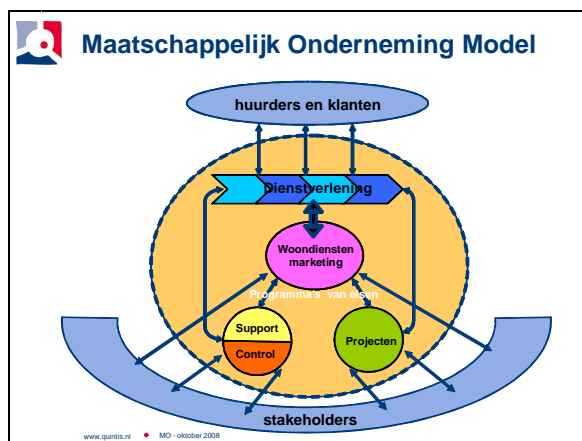 Maatschappelijk Onderneming Model
huurders en klanten
Dienstverlening
Woondiensten
marketing
Programma's van eisen
Support
Control
Projecten
stakeholders
www.quintis.nl • MO - oktober 2008